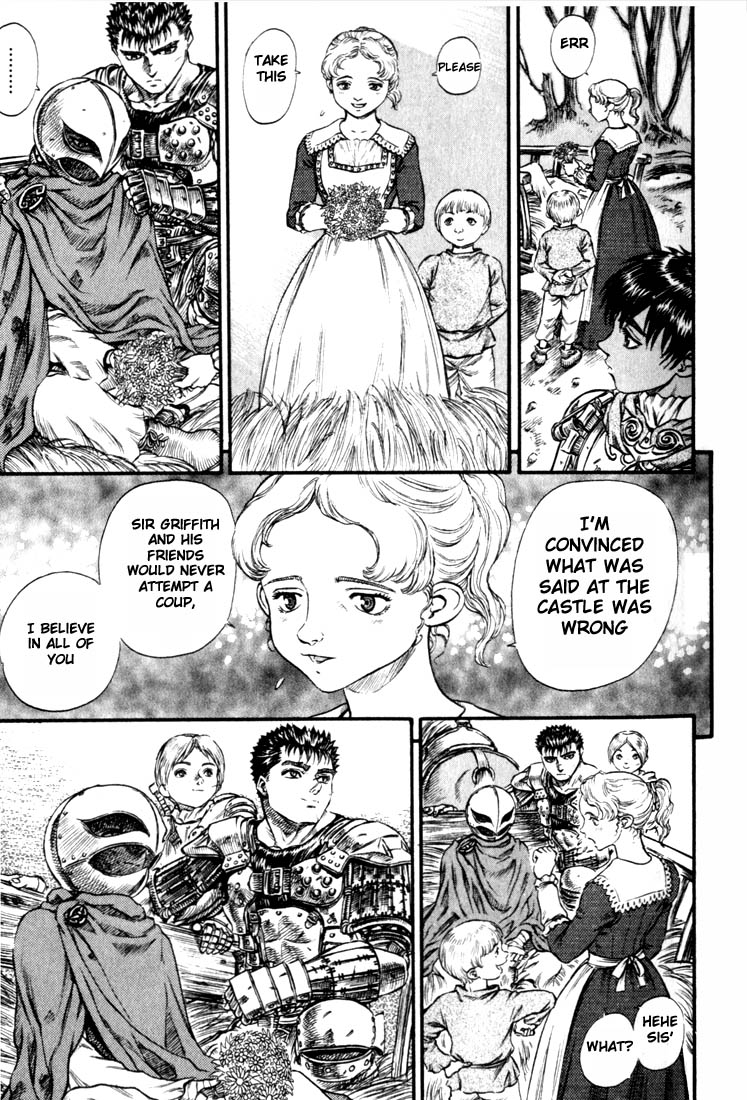 ERR
PLEASE
TAKE
THIS
.........
I'M
CONVINCED
WHAT WAS
SAID AT THE
CASTLE WAS
WRONG
SIR GRIFFITH
AND HIS
FRIENDS
WOULD NEVER
ATTEMPT A
COUP,
I BELIEVE
IN ALL OF
YOU
HEHE
SIS'
WHAT?